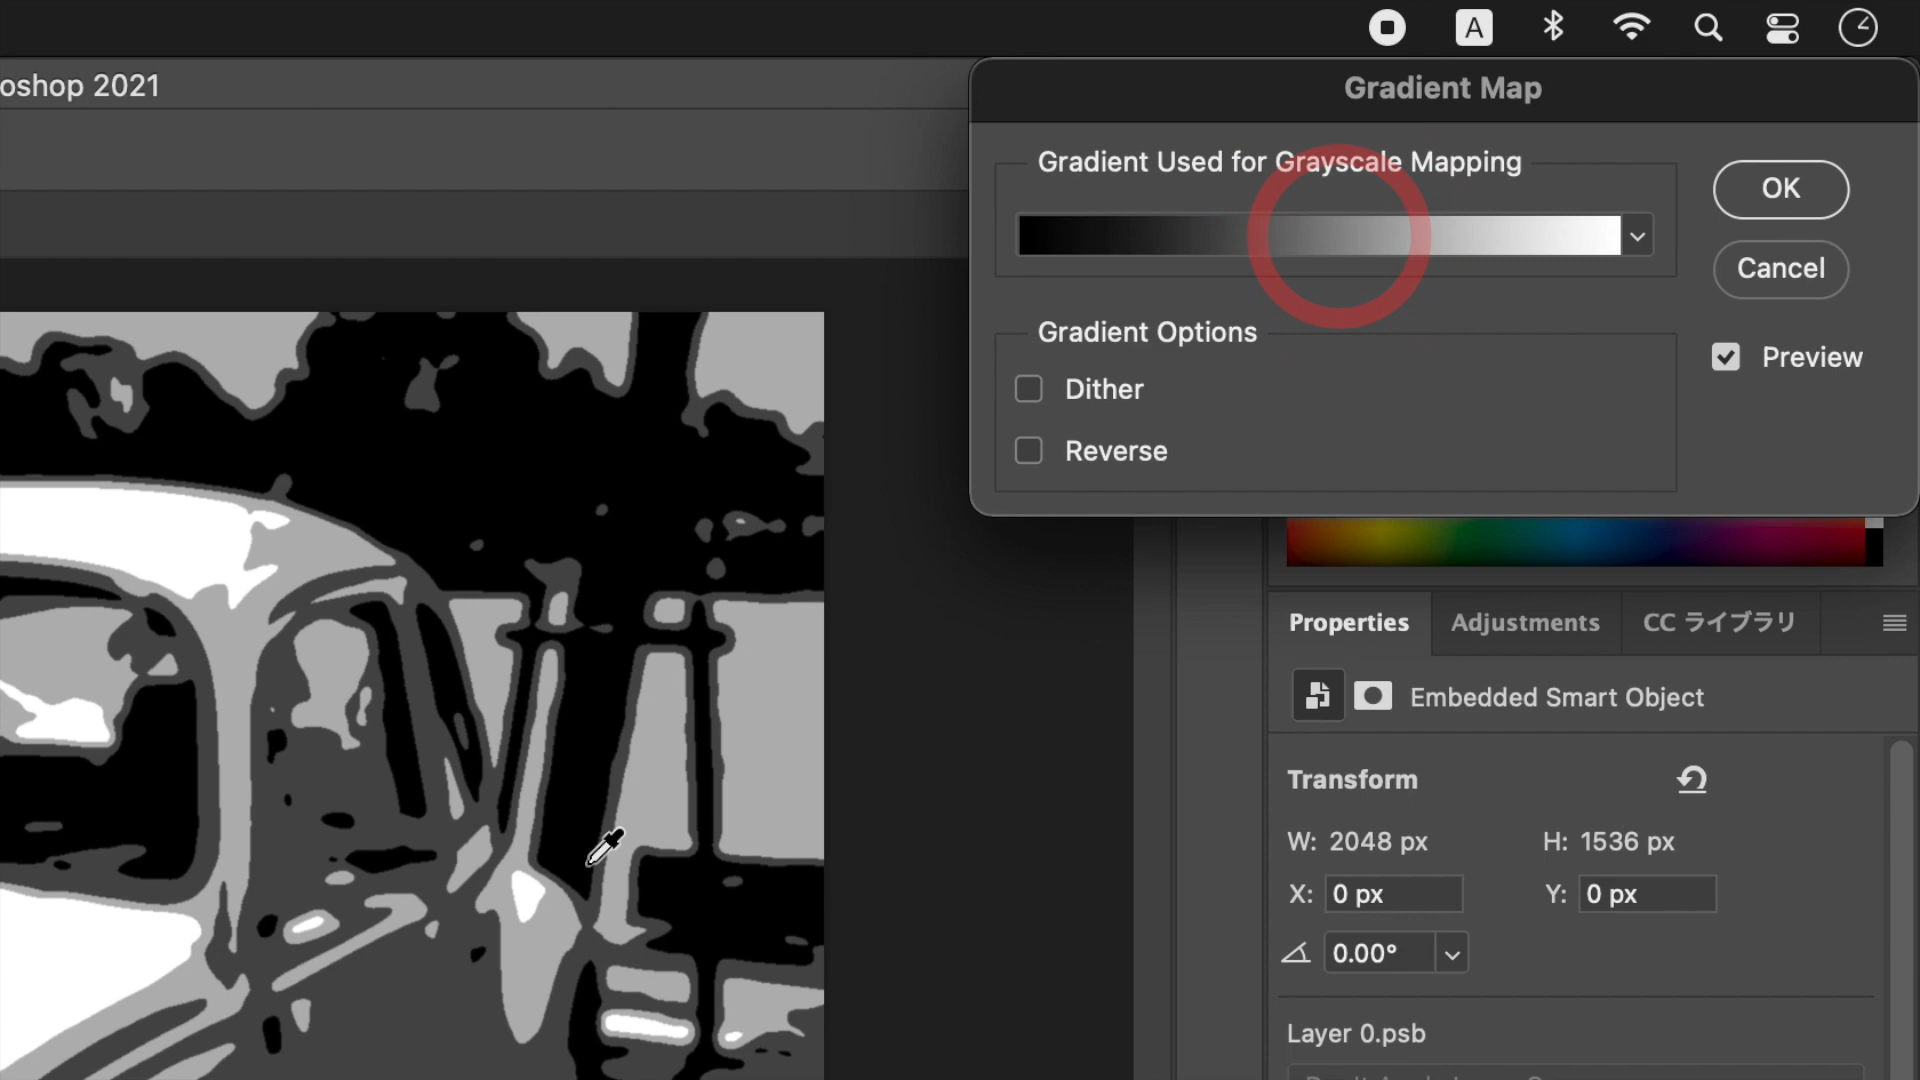 A
oshop 2021
Gradient Map
Gradient Used for Grayscale Mapping
OK
Cancel
Gradient Options
Preview
Dither
Reverse
Properties
Adjustments
CC ライブラリ
Embedded Smart Object
Transform
W: 2048 px
H: 1536 px
X: 0 px
Y: 0 px
0.00°
Layer 0.psb